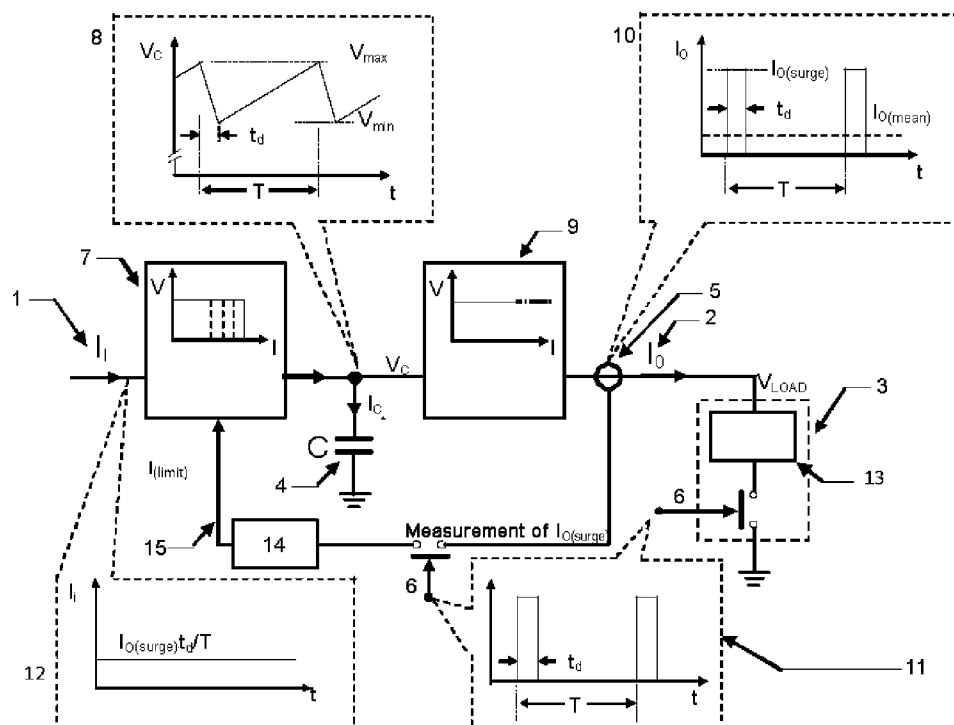 8
V_C
V_max
V_min
t_d
T
t
10
I_0
I_O(surge)
t_d
I_O(mean)
T
t
7
V
I
1
I_I
9
V
I
V_C
I_C
C
4
5
2
I_0
V_LOAD
3
13
6
I_(limit)
15
14
Measurement of I_O(surge)
6
12
I_i
I_O(surge)t_d/T
t
t_d
T
t
11